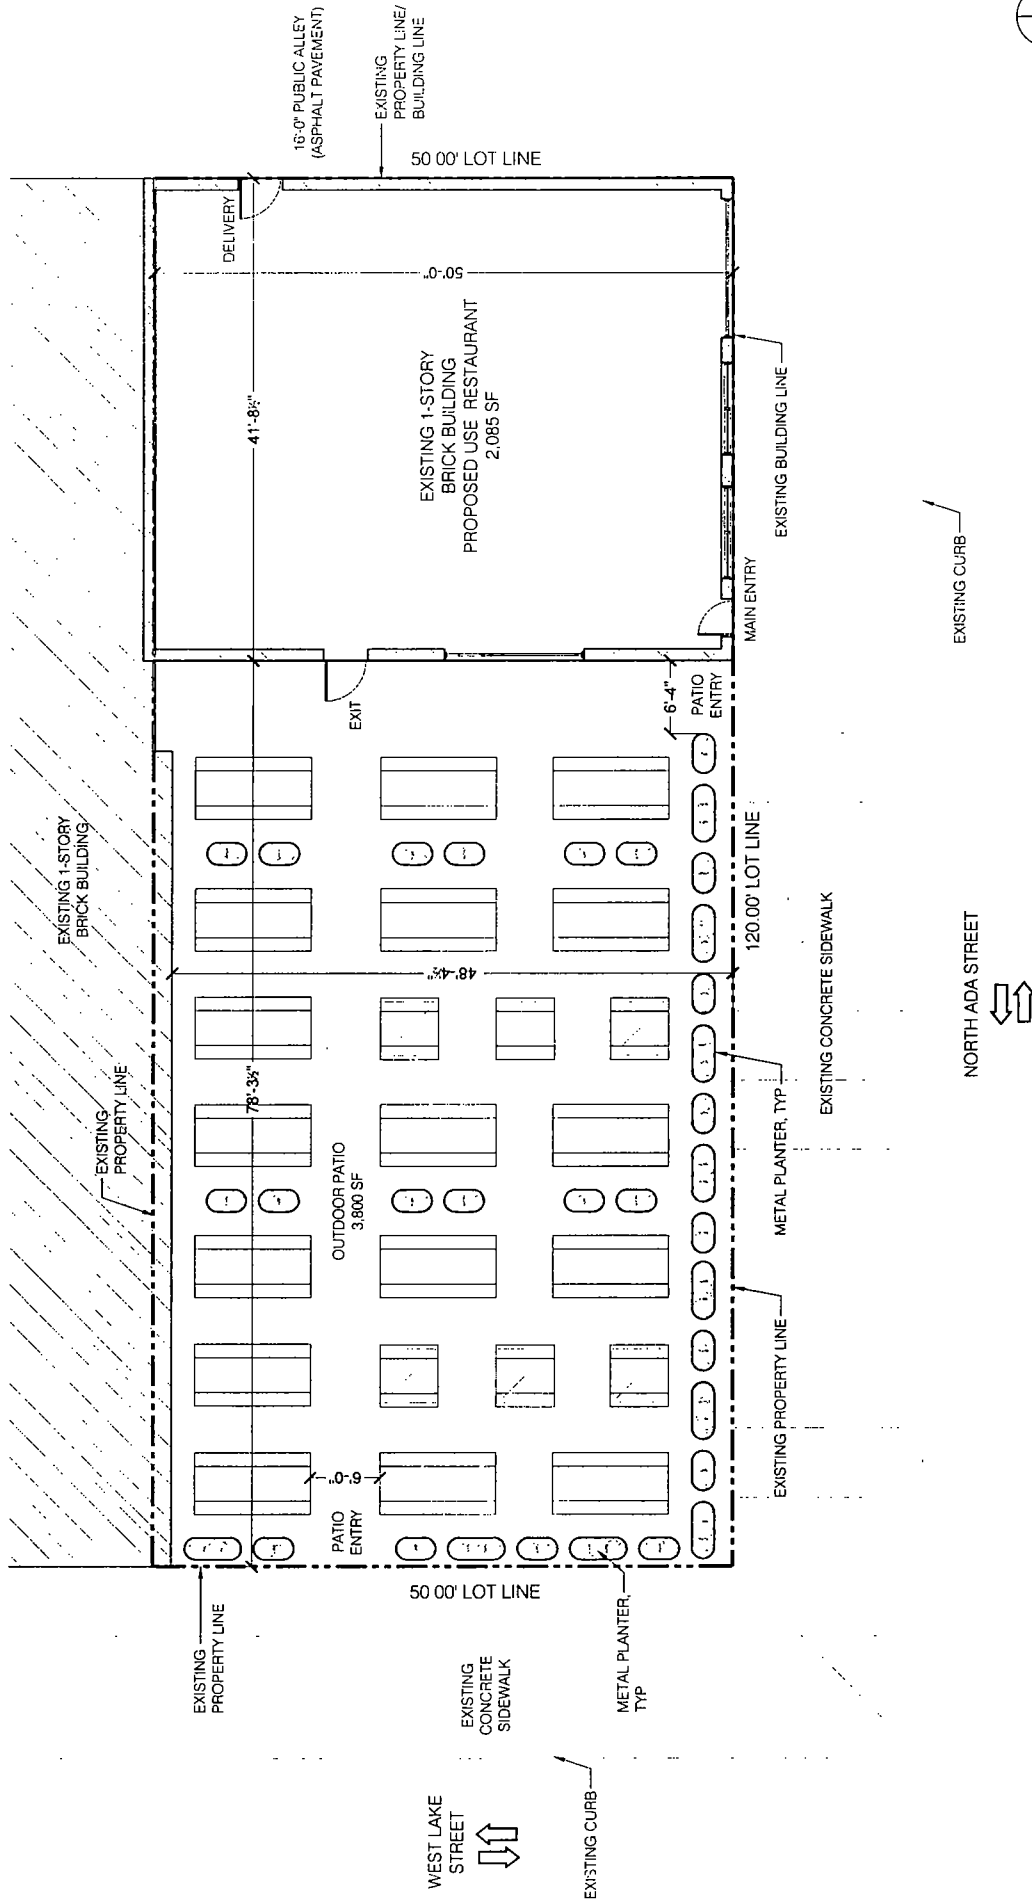 16'-0" PUBLIC ALLEY
(ASPHALT PAVEMENT)
EXISTING
PROPERTY LINE/
BUILDING LINE
50 00' LOT LINE
DELIVERY
50'-0"
41'-8½"
EXISTING 1-STORY
BRICK BUILDING
PROPOSED USE RESTAURANT
2,085 SF
EXISTING BUILDING LINE
MAIN ENTRY
EXISTING CURB
EXIT
6'-4"
PATIO
ENTRY
EXISTING 1-STORY
BRICK BUILDING
120.00' LOT LINE
48'-4½"
EXISTING CONCRETE SIDEWALK
NORTH ADA STREET
EXISTING
PROPERTY LINE
78'-3½"
OUTDOOR PATIO
3,800 SF
METAL PLANTER, TYP
EXISTING PROPERTY LINE
6'-0"
PATIO
ENTRY
50 00' LOT LINE
EXISTING
PROPERTY LINE
EXISTING
CONCRETE
SIDEWALK
METAL PLANTER,
TYP
WEST LAKE
STREET
EXISTING CURB